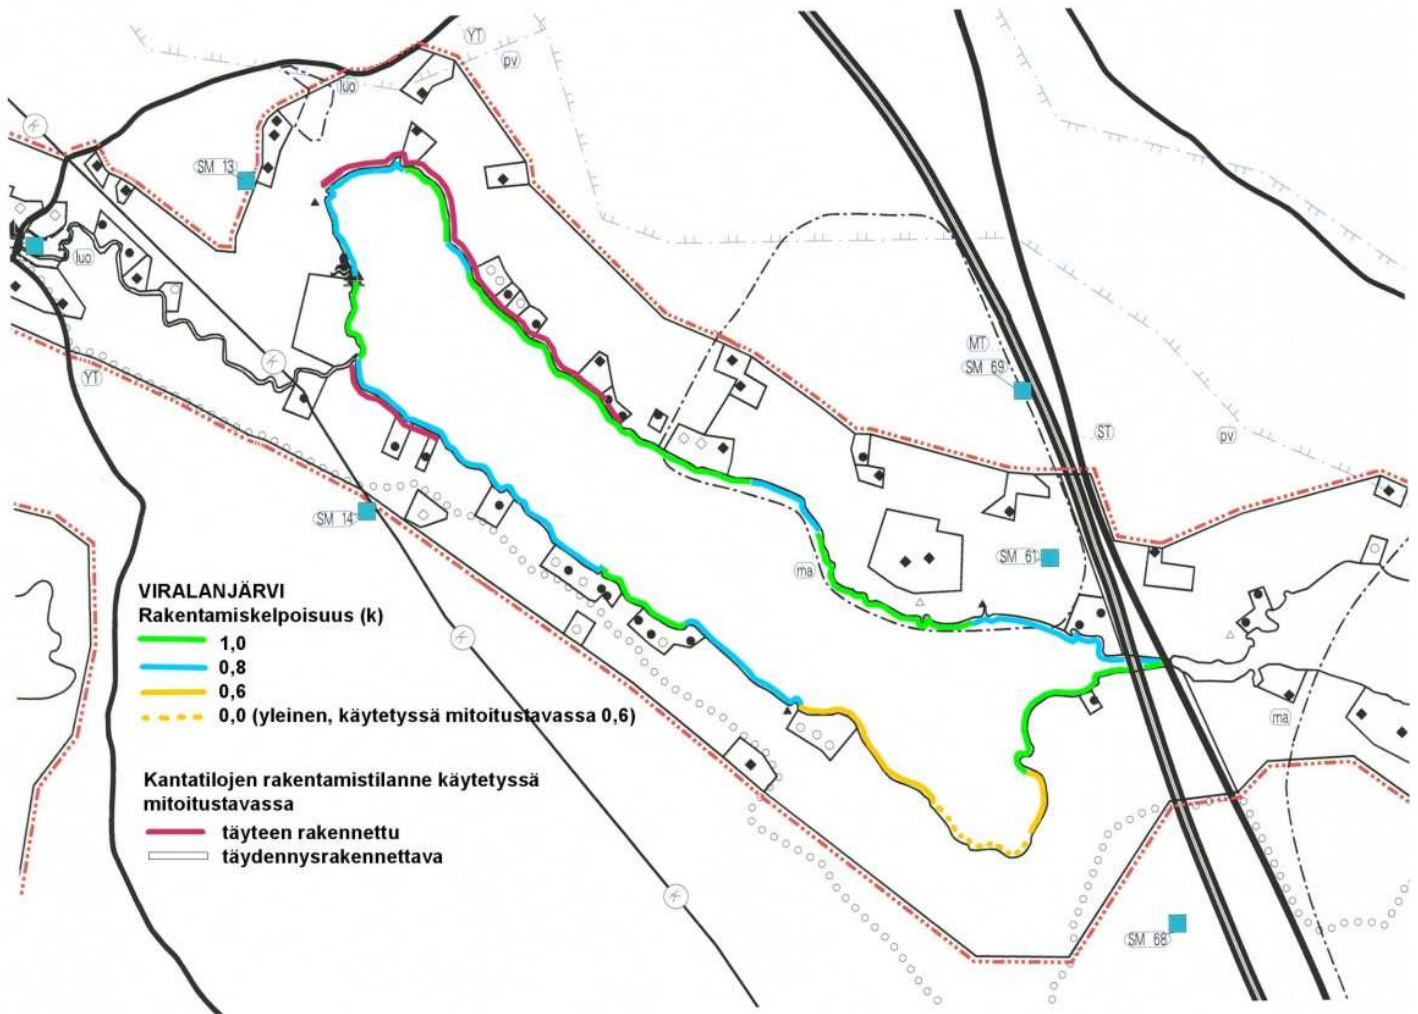 YT
pv
luo
K
SM 13
luo
MT
SM 69
K
YT
ST
pv
SM 14
SM 61
ma
VIRALANJÄRVI
Rakentamiskelpoisuus (k)
1,0
0,8
0,6
0,0 (yleinen, käytetyssä mitoitustavassa 0,6)
K
ma
Kantatilojen rakentamistilanne käytetyssä
mitoitustavassa
täyteen rakennettu
täydennysrakennettava
K
SM 68